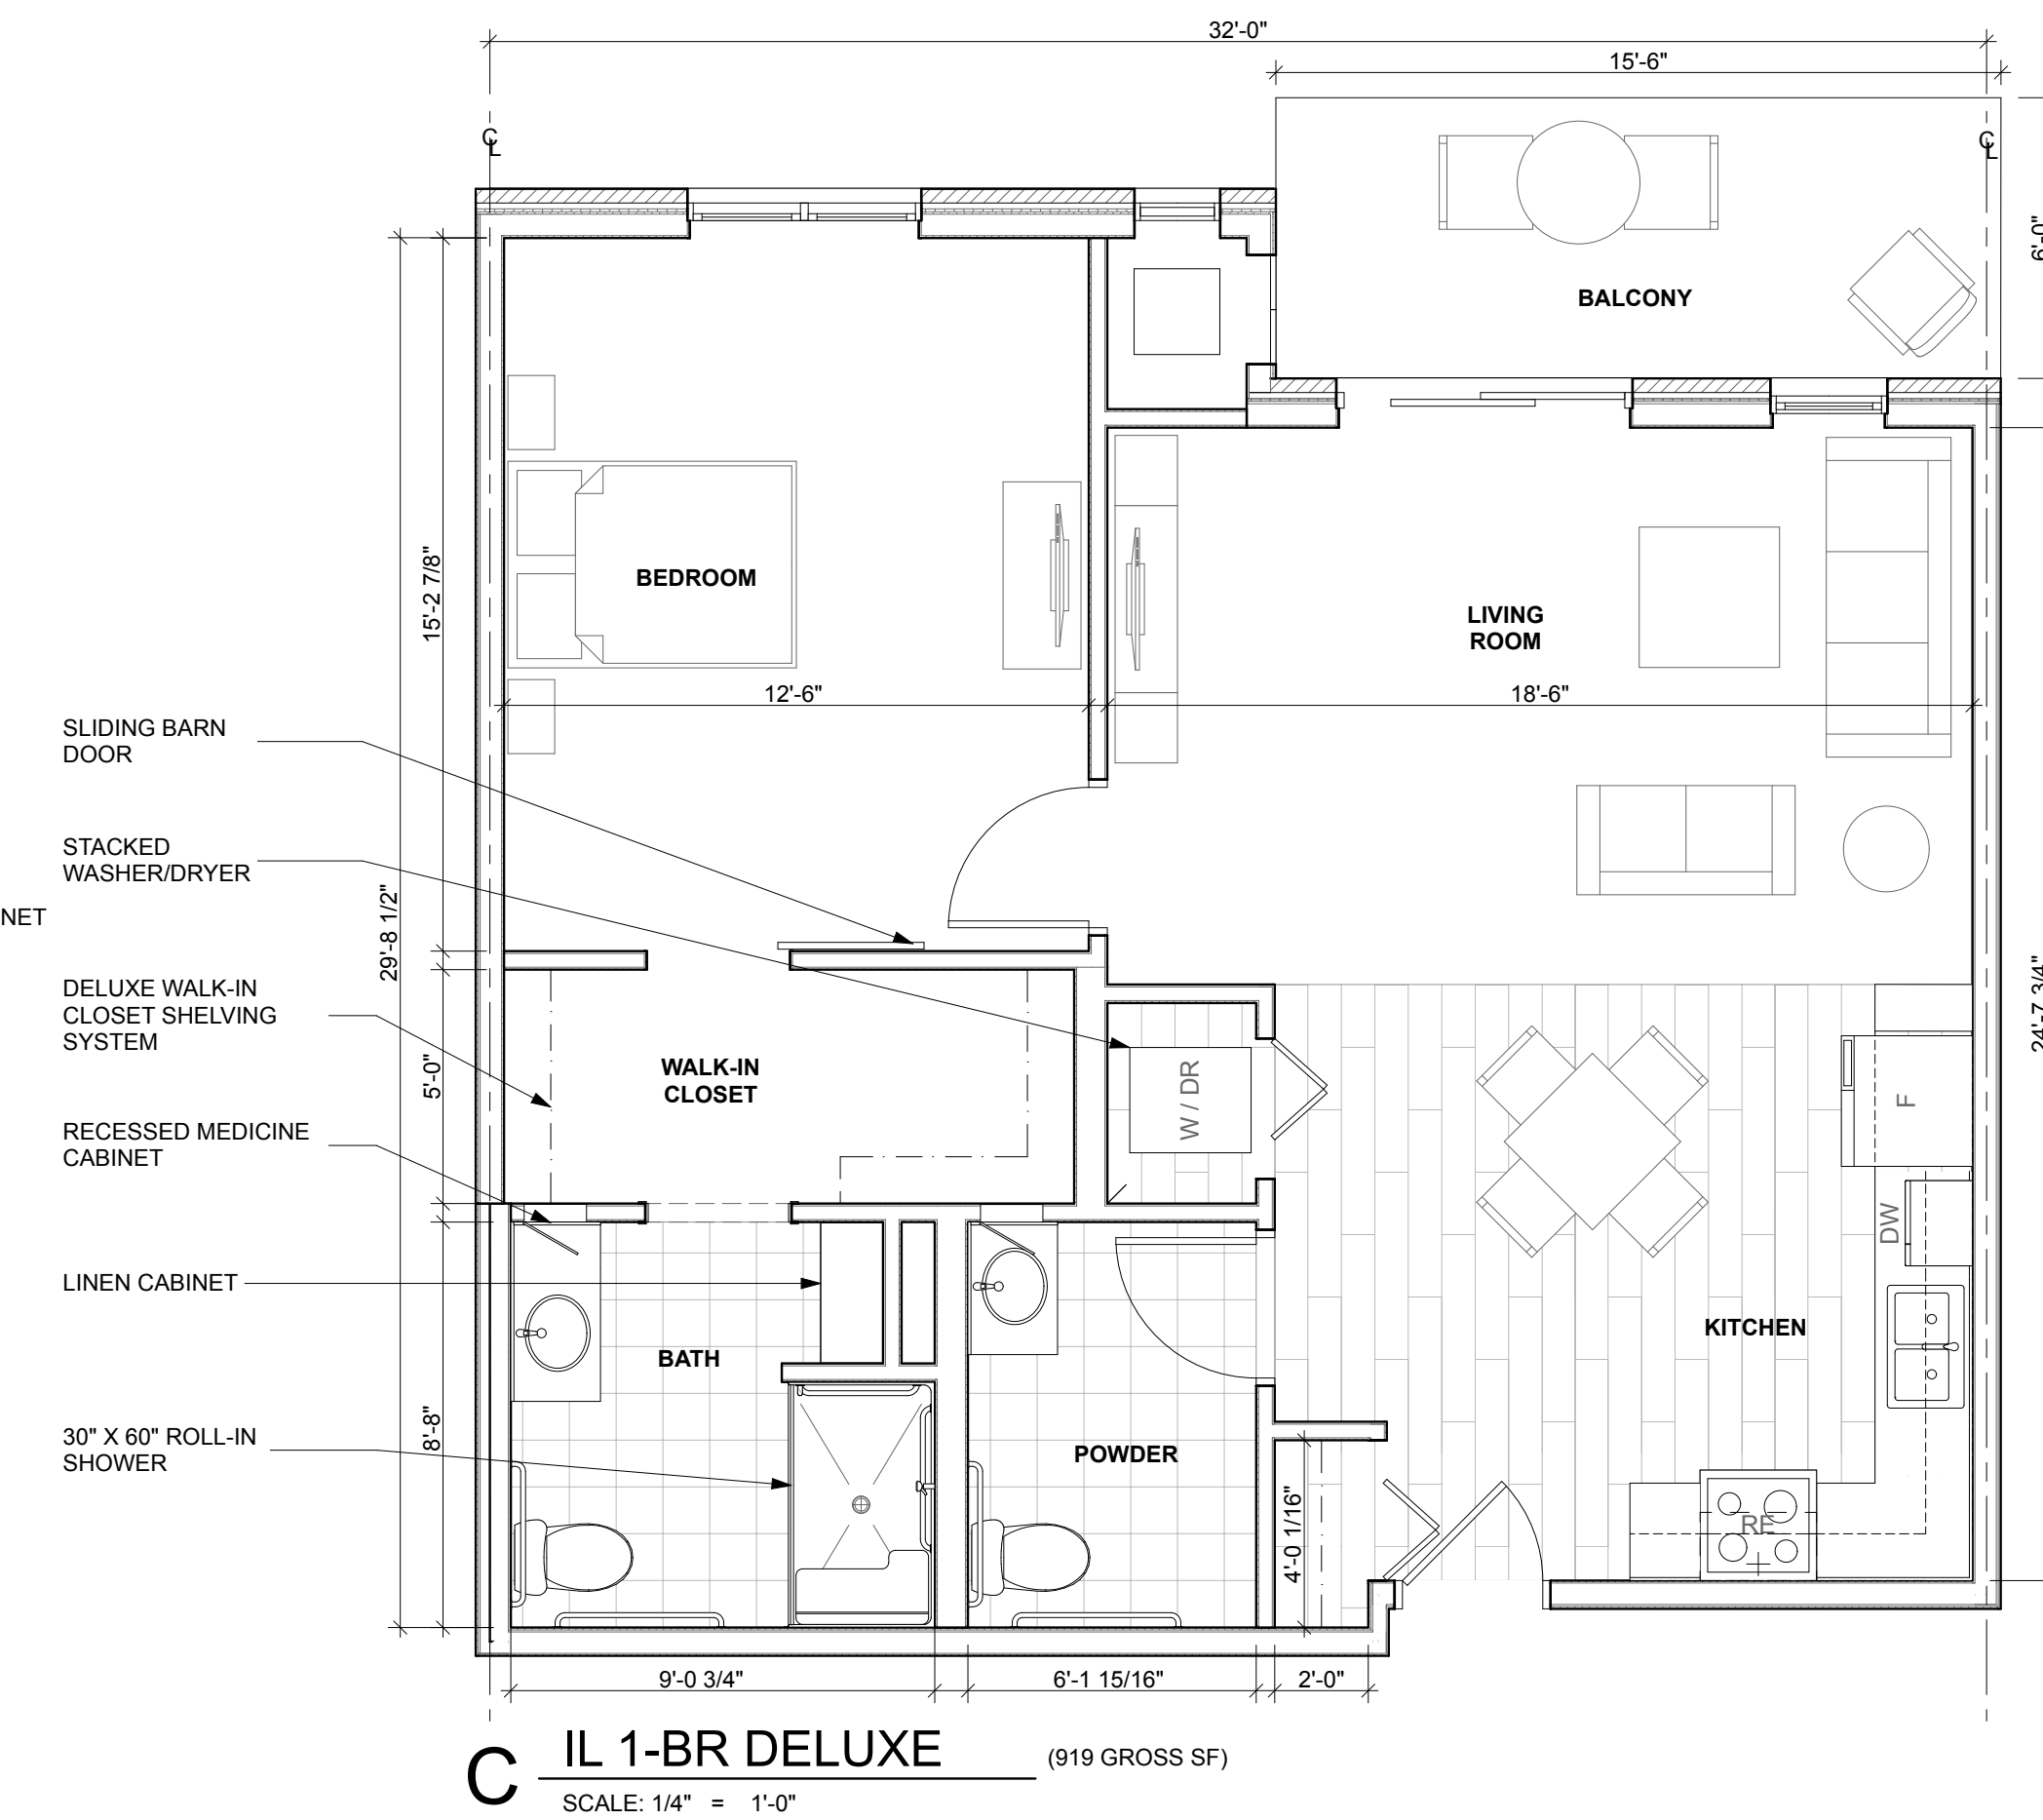 32'-0"
15'-6"
CL
CL
6'-0"
BALCONY
15'-2 7/8"
BEDROOM
LIVING
ROOM
12'-6"
18'-6"
SLIDING BARN
DOOR
STACKED
WASHER/DRYER
29'-8 1/2"
NET
24'-7 3/4"
DELUXE WALK-IN
CLOSET SHELVING
SYSTEM
5'-0"
WALK-IN
CLOSET
W / DR
F
RECESSED MEDICINE
CABINET
DW
LINEN CABINET
KITCHEN
BATH
8'-8"
30" X 60" ROLL-IN
SHOWER
POWDER
4'-0 1/16"
RE
9'-0 3/4"
6'-1 15/16"
2'-0"
C IL 1-BR DELUXE (919 GROSS SF)
SCALE: 1/4" = 1'-0"